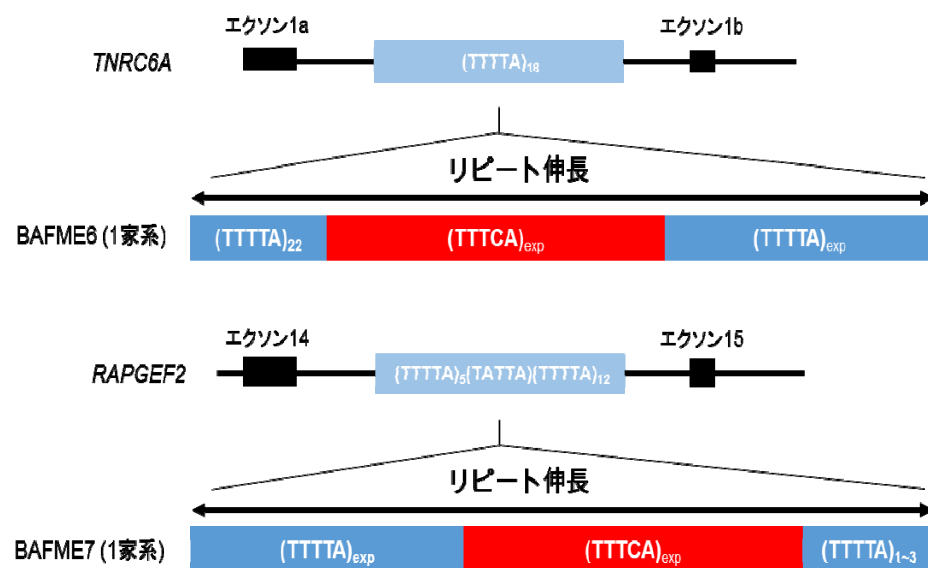 エクソン1a エクソン1b
TNRC6A (TTTTA)18
リピート伸長
BAFME6 (1家系) (TTTTA)22 (TTTCA)exp (TTTTA)exp
エクソン14 エクソン15
RAPGEF2 (TTTTA)5(TATTA)(TTTTA)12
リピート伸長
BAFME7 (1家系) (TTTTA)exp (TTTCA)exp (TTTTA)1~3